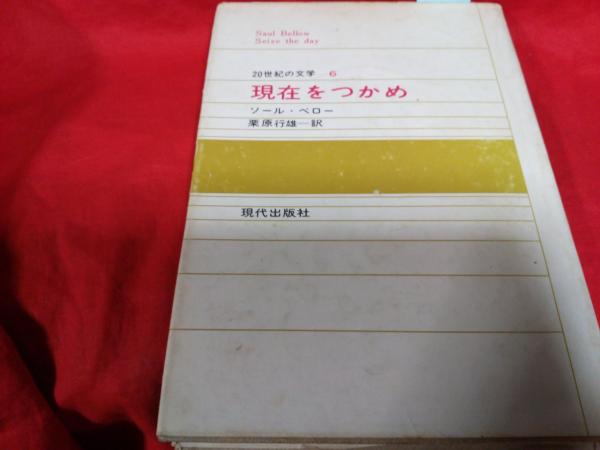 Saul Bellow
Seize the day
20世紀の文学 6
現在をつかめ
ソール・ベロー
栗原行雄—訳
現代出版社